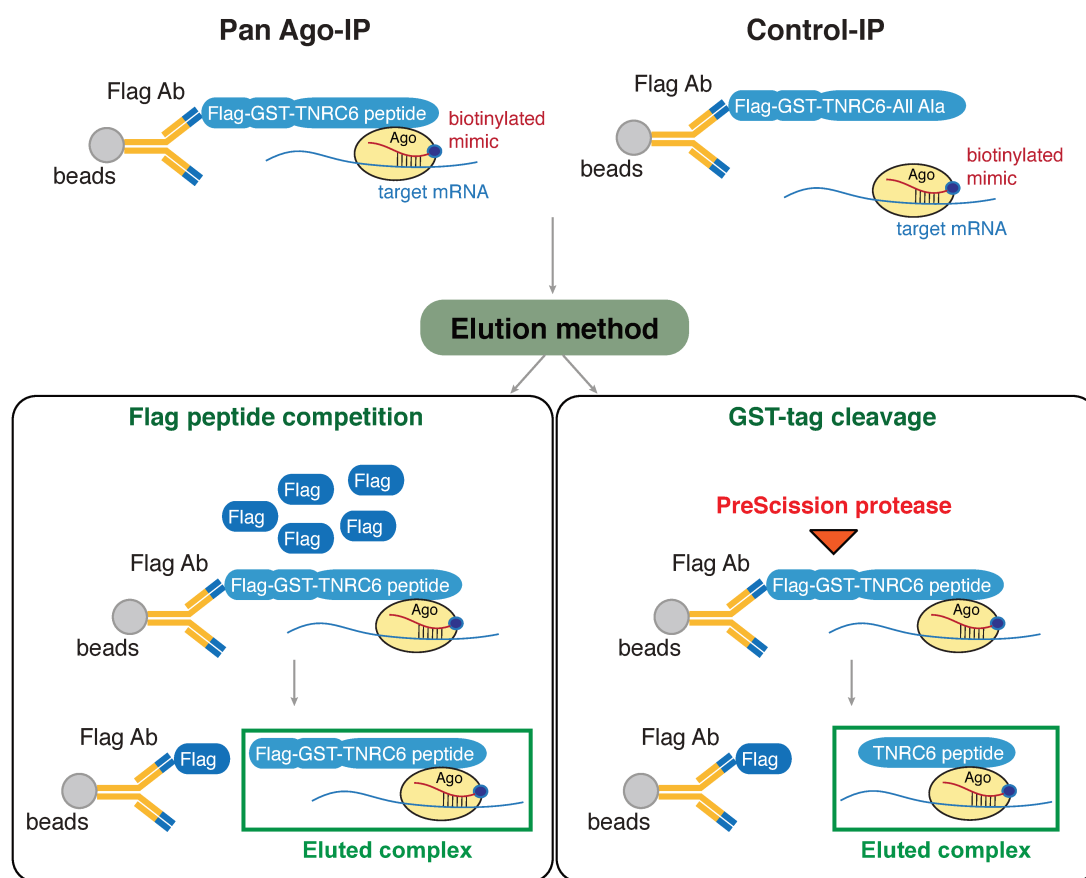 Pan Ago-IP
Control-IP
Flag Ab
Flag-GST-TNRC6 peptide
biotinylated
mimic
Ago
beads
target mRNA
Flag Ab
Flag-GST-TNRC6-All Ala
biotinylated
mimic
Ago
beads
target mRNA
Elution method
Flag peptide competition
Flag
Flag
Flag
Flag
Flag
Flag Ab
Flag-GST-TNRC6 peptide
Ago
beads
Flag Ab
Flag
Flag-GST-TNRC6 peptide
Ago
beads
Eluted complex
GST-tag cleavage
PreScission protease
Flag Ab
Flag-GST-TNRC6 peptide
Ago
beads
Flag Ab
Flag
TNRC6 peptide
Ago
beads
Eluted complex